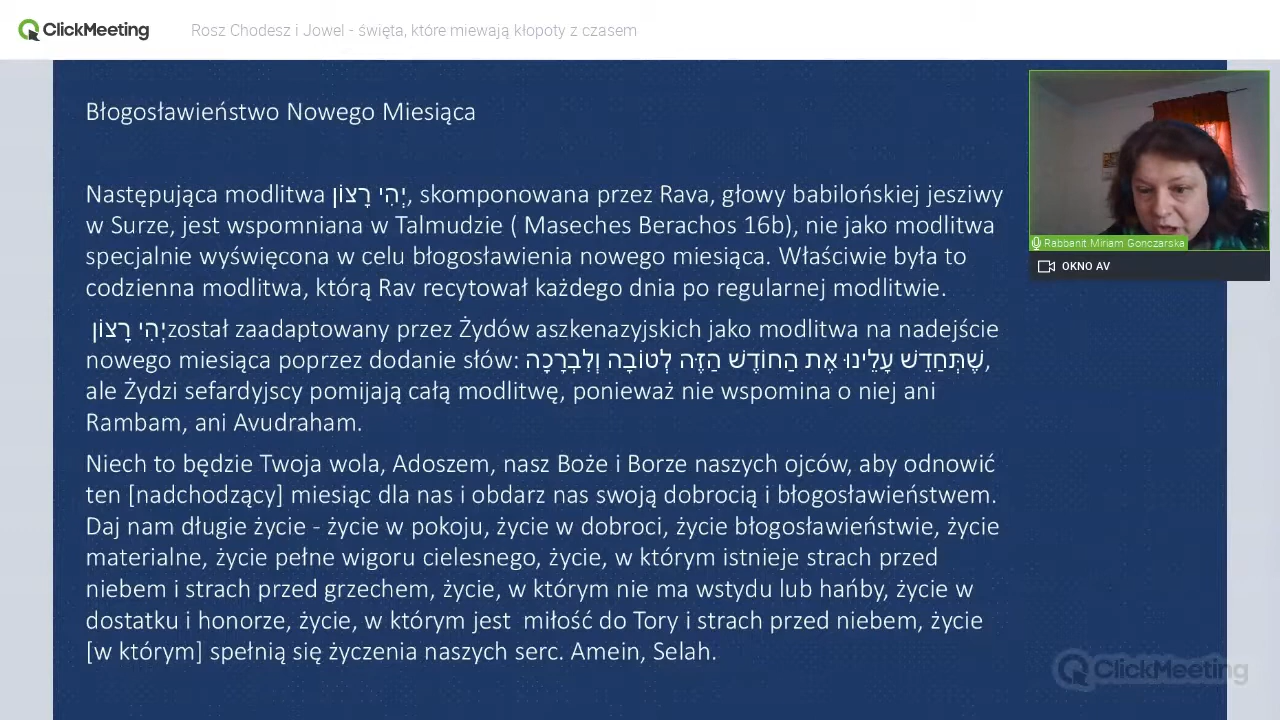 ClickMeeting
Rosz Chodesz i Jowel - święta, które miewają kłopoty z czasem
Błogosławieństwo Nowego Miesiąca
Następująca modlitwa יְהִי רָצוֹן, skomponowana przez Rava, głowy babilońskiej jesziwy
w Surze, jest wspomniana w Talmudzie ( Maseches Berachos 16b), nie jako modlitwa
specjalnie wyświęcona w celu błogosławienia nowego miesiąca. Właściwie była to
codzienna modlitwa, którą Rav recytował każdego dnia po regularnej modlitwie.
יְהִי רָצוֹן został zaadaptowany przez Żydów aszkenazyjskich jako modlitwa na nadejście
nowego miesiąca poprzez dodanie słów: שֶׁתְּחַדֵּשׁ עָלֵינוּ אֶת הַחוֹדֶשׁ הַזֶּה לְטוֹבָה וְלִבְרָכָה,
ale Żydzi sefardyjscy pomijają całą modlitwę, ponieważ nie wspomina o niej ani
Rambam, ani Avudraham.
Niech to będzie Twoja wola, Adoszem, nasz Boże i Borze naszych ojców, aby odnowić
ten [nadchodzący] miesiąc dla nas i obdarz nas swoją dobrocią i błogosławieństwem.
Daj nam długie życie - życie w pokoju, życie w dobroci, życie błogosławieństwie, życie
materialne, życie pełne wigoru cielesnego, życie, w którym istnieje strach przed
niebem i strach przed grzechem, życie, w którym nie ma wstydu lub hańby, życie w
dostatku i honorze, życie, w którym jest  miłość do Tory i strach przed niebem, życie
[w którym] spełnią się życzenia naszych serc. Amein, Selah.
Rabbanit Miriam Gonczarska
OKNO AV
ClickMeeting